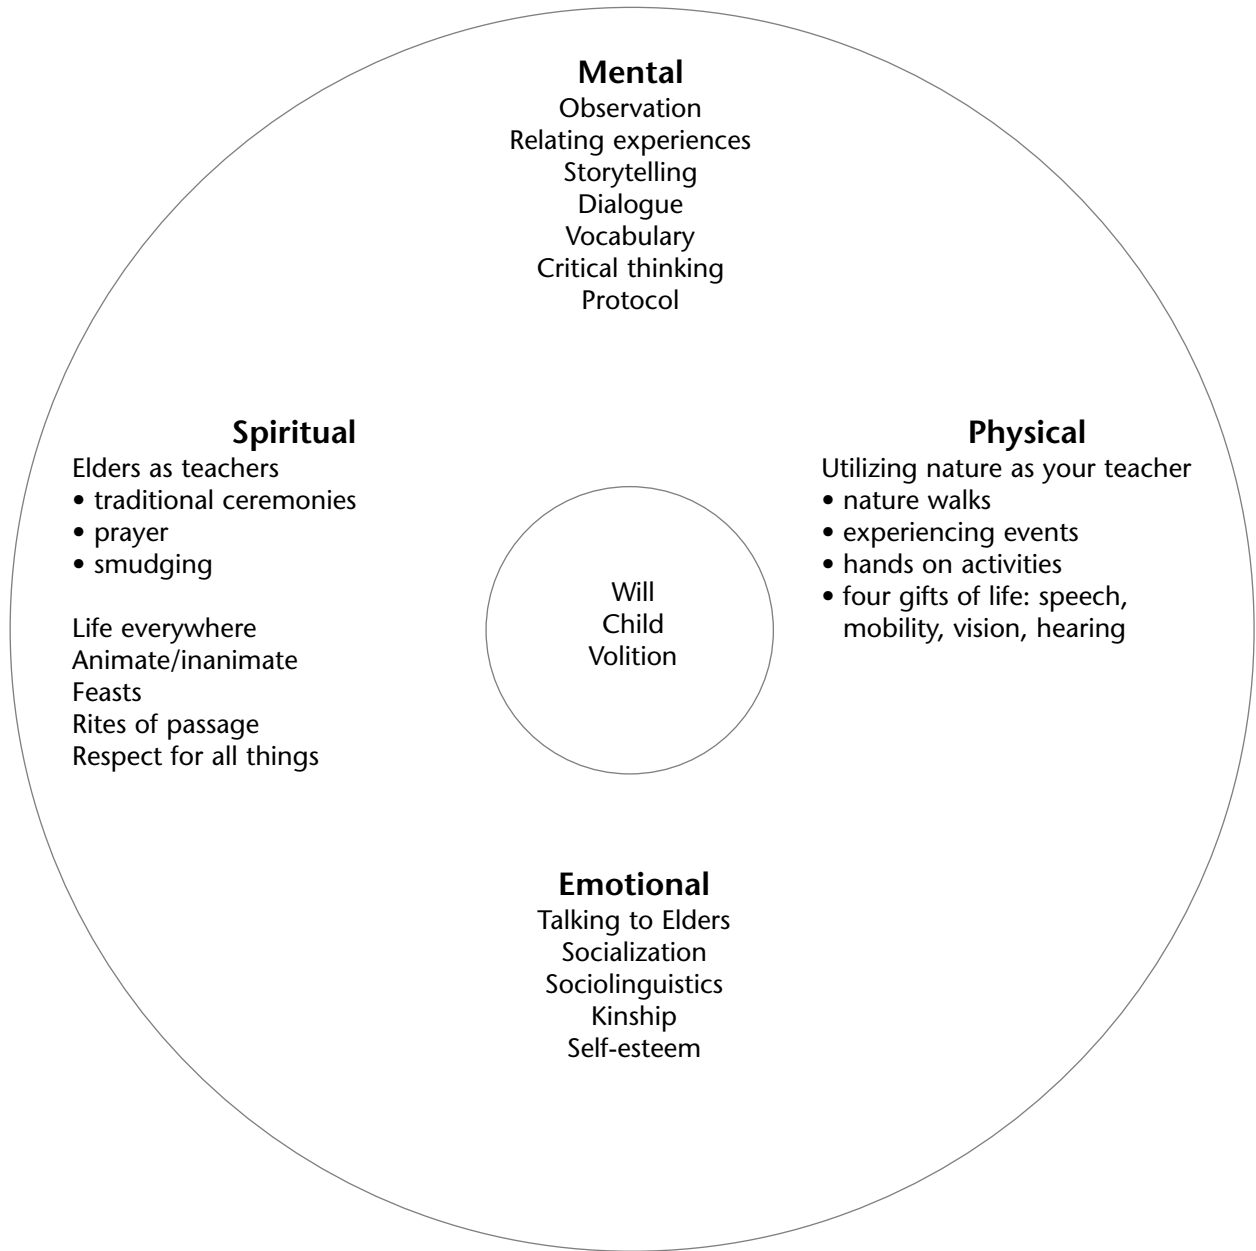 Mental
Observation
Relating experiences
Storytelling
Dialogue
Vocabulary
Critical thinking
Protocol
Spiritual
Elders as teachers
• traditional ceremonies
• prayer
• smudging
Life everywhere
Animate/inanimate
Feasts
Rites of passage
Respect for all things
Will
Child
Volition
Physical
Utilizing nature as your teacher
• nature walks
• experiencing events
• hands on activities
• four gifts of life: speech,
mobility, vision, hearing
Emotional
Talking to Elders
Socialization
Sociolinguistics
Kinship
Self-esteem